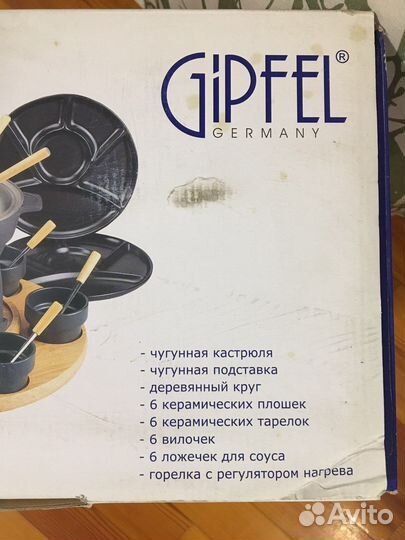 GiPFEL®
GERMANY
- чугунная кастрюля
- чугунная подставка
- деревянный круг
- 6 керамических плошек
- 6 керамических тарелок
- 6 вилочек
- 6 ложечек для соуса
- горелка с регулятором нагрева
Avito